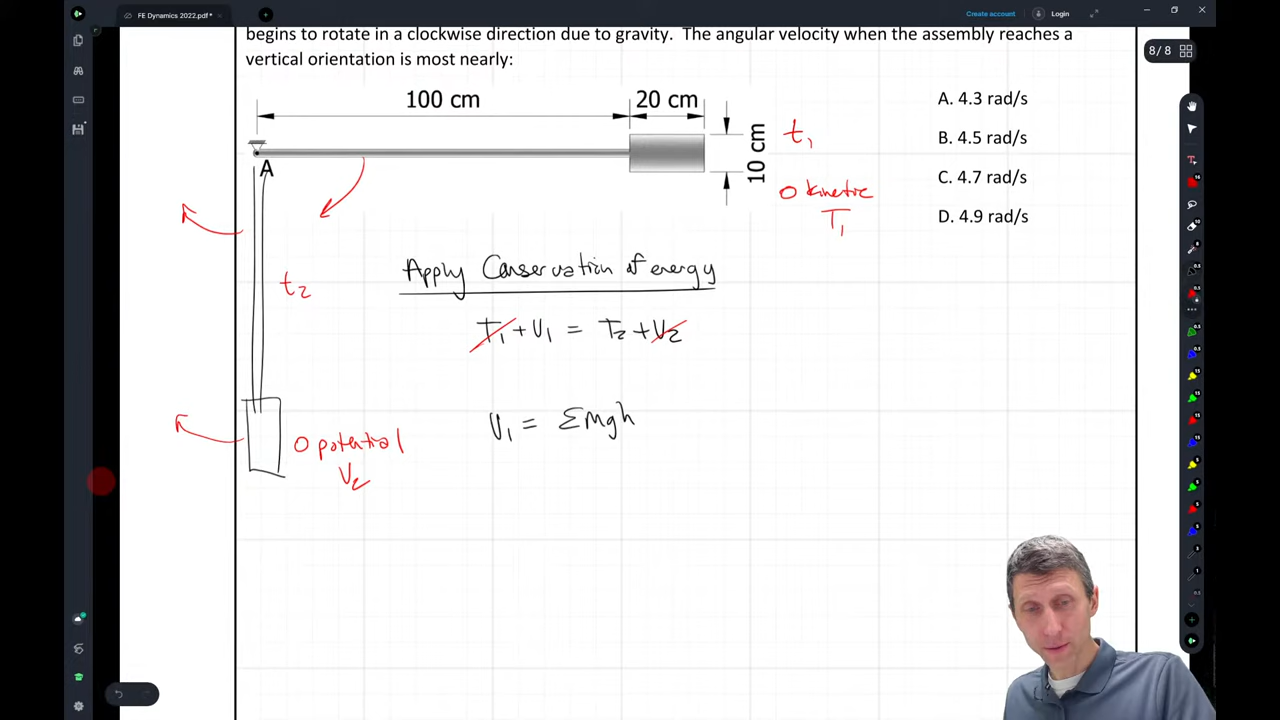 FE Dynamics 2022.pdf*
Create account
Login
begins to rotate in a clockwise direction due to gravity. The angular velocity when the assembly reaches a
vertical orientation is most nearly:
8/8
100 cm
20 cm
10 cm
A
t₁
0 kinetic
T₁
A. 4.3 rad/s
B. 4.5 rad/s
C. 4.7 rad/s
D. 4.9 rad/s
t₂
Apply Conservation of energy
T₁ + V₁ = T₂ + V₂
V₁ = Σmgh
0 potential
V₂